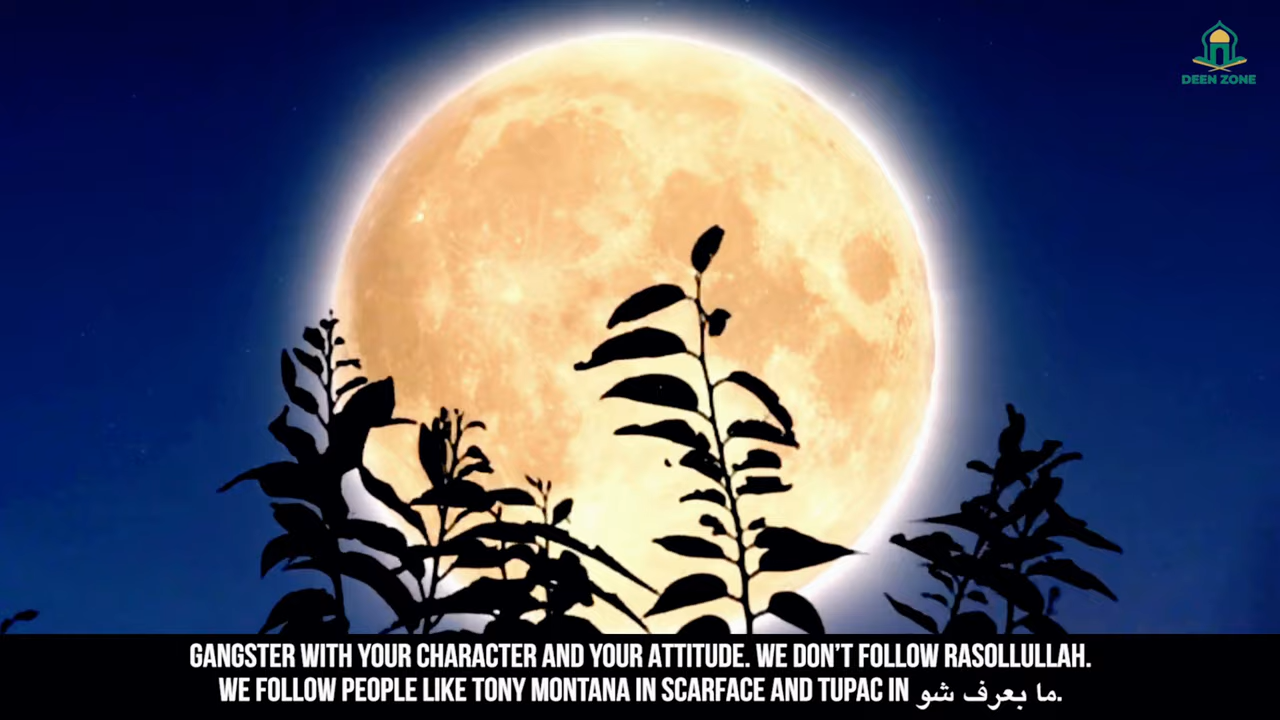 DEEN ZONE
GANGSTER WITH YOUR CHARACTER AND YOUR ATTITUDE. WE DON'T FOLLOW RASOLLULLAH.
WE FOLLOW PEOPLE LIKE TONY MONTANA IN SCARFACE AND TUPAC IN ما بعرف شو.